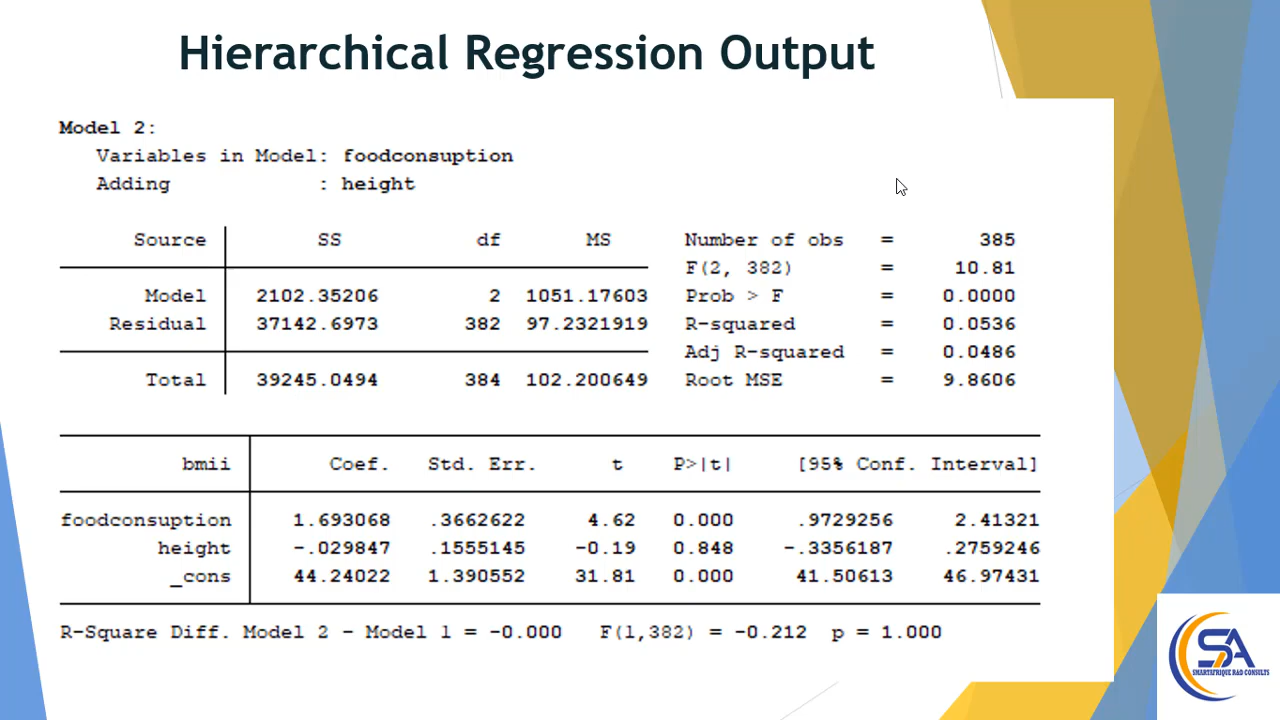 Hierarchical Regression Output
Model 2:
Variables in Model: foodconsuption
Adding : height
Source SS df MS Number of obs = 385
F(2, 382) = 10.81
Model 2102.35206 2 1051.17603 Prob > F = 0.0000
Residual 37142.6973 382 97.2321919 R-squared = 0.0536
Adj R-squared = 0.0486
Total 39245.0494 384 102.200649 Root MSE = 9.8606
bmii Coef. Std. Err. t P>|t| [95% Conf. Interval]
foodconsuption 1.693068 .3662622 4.62 0.000 .9729256 2.41321
height -.029847 .1555145 -0.19 0.848 -.3356187 .2759246
_cons 44.24022 1.390552 31.81 0.000 41.50613 46.97431
R-Square Diff. Model 2 - Model 1 = -0.000 F(1,382) = -0.212 p = 1.000
SA
SMARTAFRIQUE RAD CONSULTS